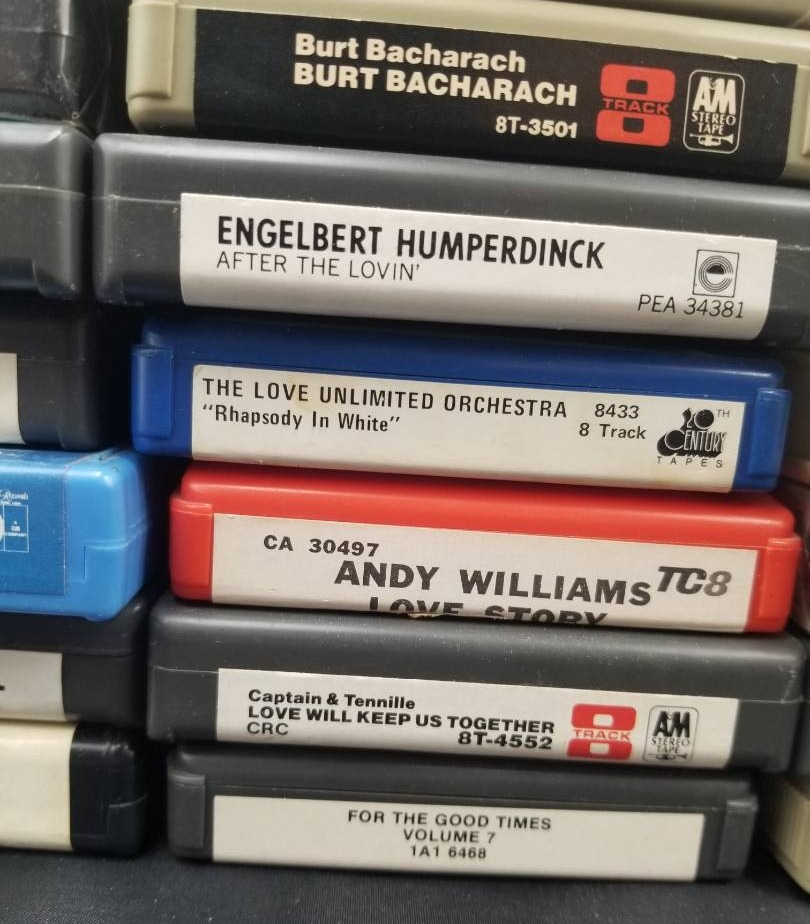 Burt Bacharach
BURT BACHARACH
8T-3501
8
TRACK
A&M
STEREO
TAPE
ENGELBERT HUMPERDINCK
AFTER THE LOVIN'
e
PEA 34381
THE LOVE UNLIMITED ORCHESTRA
"Rhapsody In White"
8433
8 Track
20TH
CENTURY
TAPES
CA 30497
ANDY WILLIAMS
LOVE STORY
TC8
Captain & Tennille
LOVE WILL KEEP US TOGETHER
CRC
8T-4552
8
TRACK
A&M
STEREO
TAPE
FOR THE GOOD TIMES
VOLUME 7
1A1 6468